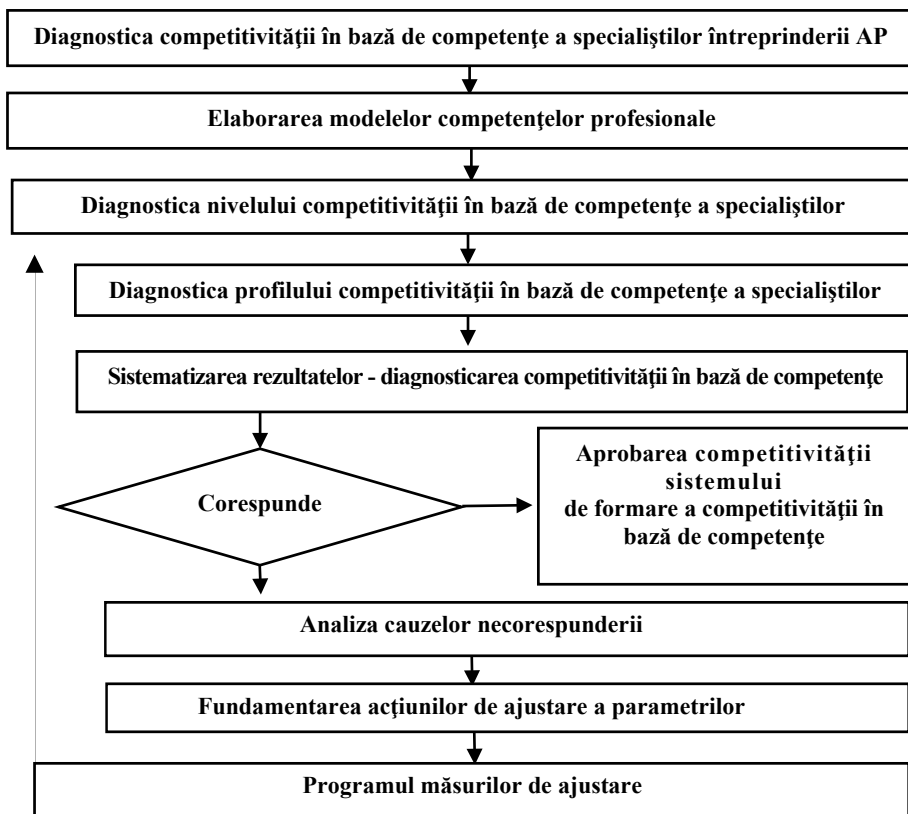 Diagnostica competitivităţii în bază de competenţe a specialiştilor întreprinderii AP
Elaborarea modelelor competenţelor profesionale
Diagnostica nivelului competitivităţii în bază de competenţe a specialiştilor
Diagnostica profilului competitivităţii în bază de competenţe a specialiştilor
Sistematizarea rezultatelor - diagnosticarea competitivităţii în bază de competenţe
Corespunde
Aprobarea competitivităţii
sistemului
de formare a competitivităţii în
bază de competenţe
Analiza cauzelor necorespunderii
Fundamentarea acţiunilor de ajustare a parametrilor
Programul măsurilor de ajustare